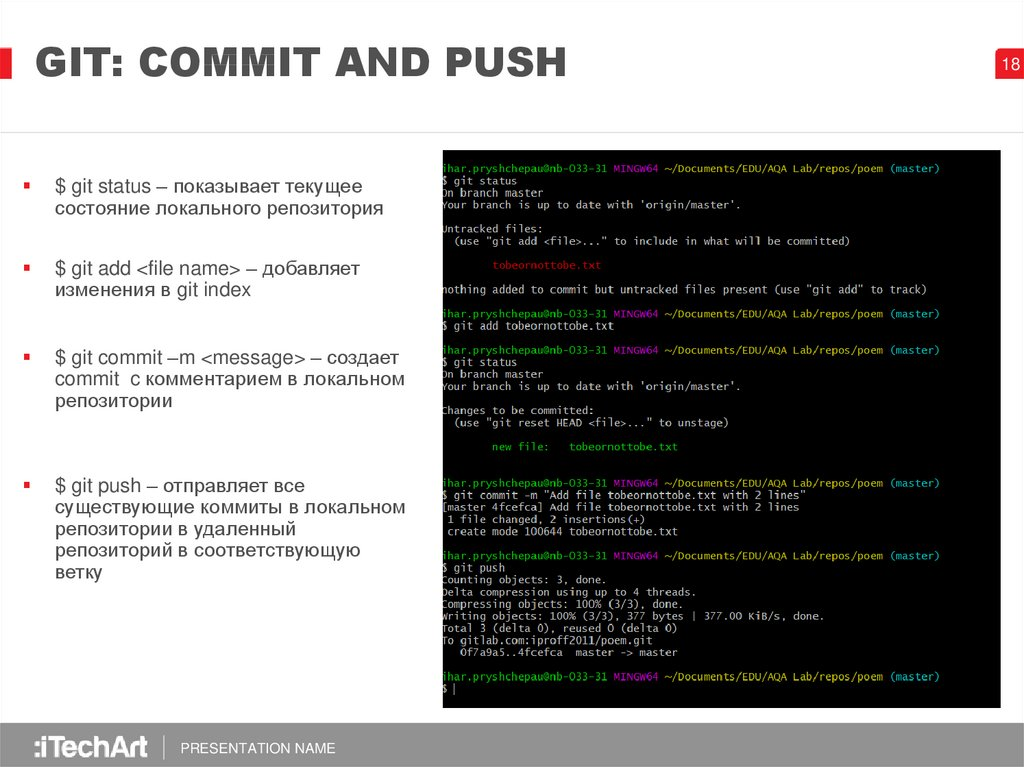 GIT: COMMIT AND PUSH
18
▪ $ git status – показывает текущее
состояние локального репозитория
▪ $ git add <file name> – добавляет
изменения в git index
▪ $ git commit –m <message> – создает
commit с комментарием в локальном
репозитории
▪ $ git push – отправляет все
существующие коммиты в локальном
репозитории в удаленный
репозиторий в соответствующую
ветку
ihar.pryshchepau@nb-033-31 MINGW64 ~/Documents/EDU/AQA Lab/repos/poem (master)
$ git status
On branch master
Your branch is up to date with 'origin/master'.
Untracked files:
(use "git add <file>..." to include in what will be committed)
tobeornottobe.txt
nothing added to commit but untracked files present (use "git add" to track)
ihar.pryshchepau@nb-033-31 MINGW64 ~/Documents/EDU/AQA Lab/repos/poem (master)
$ git add tobeornottobe.txt
ihar.pryshchepau@nb-033-31 MINGW64 ~/Documents/EDU/AQA Lab/repos/poem (master)
$ git status
On branch master
Your branch is up to date with 'origin/master'.
Changes to be committed:
(use "git reset HEAD <file>..." to unstage)
new file: tobeornottobe.txt
ihar.pryshchepau@nb-033-31 MINGW64 ~/Documents/EDU/AQA Lab/repos/poem (master)
$ git commit -m "Add file tobeornottobe.txt with 2 lines"
[master 4fcefca] Add file tobeornottobe.txt with 2 lines
1 file changed, 2 insertions(+)
create mode 100644 tobeornottobe.txt
ihar.pryshchepau@nb-033-31 MINGW64 ~/Documents/EDU/AQA Lab/repos/poem (master)
$ git push
Counting objects: 3, done.
Delta compression using up to 4 threads.
Compressing objects: 100% (3/3), done.
Writing objects: 100% (3/3), 377 bytes | 377.00 KiB/s, done.
Total 3 (delta 0), reused 0 (delta 0)
To gitlab.com:iproff2011/poem.git
0f7a9a5..4fcefca master -> master
ihar.pryshchepau@nb-033-31 MINGW64 ~/Documents/EDU/AQA Lab/repos/poem (master)
$
:iTechArt
PRESENTATION NAME